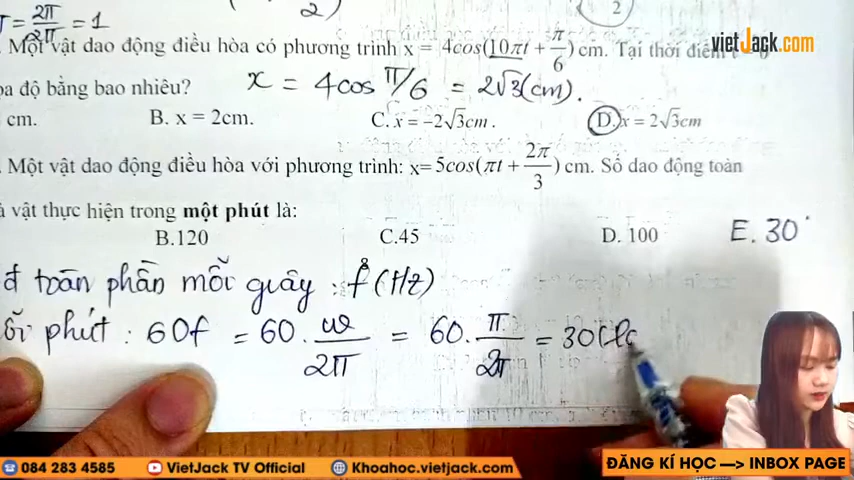 = 2π/2π = 1
2)
2
vietJack.com
Một vật dao động điều hòa có phương trình x = 4cos(10πt + π/6) cm. Tại thời điểm
ọa độ bằng bao nhiêu? x = 4cos π/6 = 2√3 (cm).
cm. B. x = 2cm. C. x = −2√3cm. D. x = 2√3cm
Một vật dao động điều hòa với phương trình: x= 5cos(πt + 2π/3) cm. Số dao động toàn
à vật thực hiện trong một phút là:
B.120 C.45 D. 100 E. 30
đ toàn phần mỗi giây : f (Hz)
ỗi phút : 60f = 60. ω/2π = 60. π/2π = 30(
084 283 4585 VietJack TV Official Khoahoc.vietjack.com
ĐĂNG KÍ HỌC —> INBOX PAGE